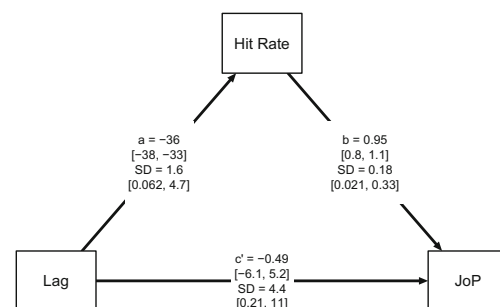 Hit Rate
a = −36
[−38, −33]
SD = 1.6
[0.062, 4.7]
b = 0.95
[0.8, 1.1]
SD = 0.18
[0.021, 0.33]
Lag
c' = −0.49
[−6.1, 5.2]
SD = 4.4
[0.21, 11]
JoP